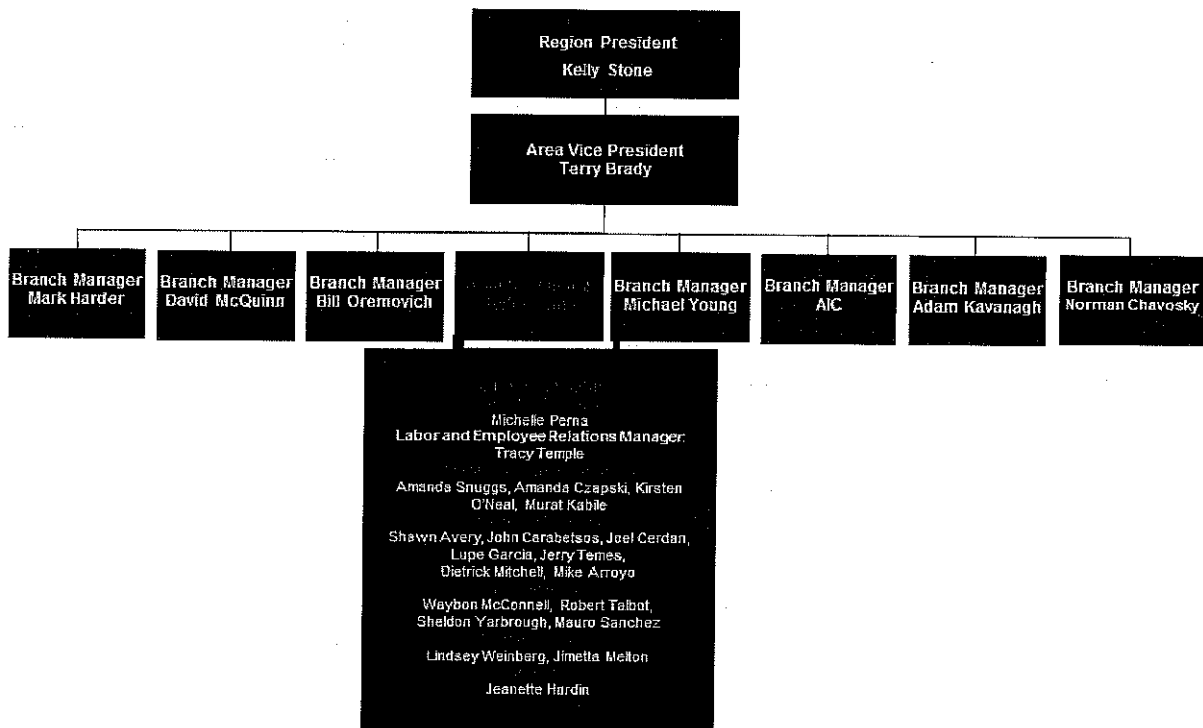 Region President
Kelly Stone
Area Vice President
Terry Brady
Branch Manager
Mark Harder
Branch Manager
David McQuinn
Branch Manager
Bill Oremovich
Branch Manager
Michael Young
Branch Manager
AIC
Branch Manager
Adam Kavanagh
Branch Manager
Norman Chavosky
Michelle Perna
Labor and Employee Relations Manager:
Tracy Temple
Amanda Snuggs, Amanda Czapski, Kirsten
O'Neal, Murat Kabile
Shawn Avery, John Carabetsos, Joel Cerdan,
Lupe Garcia, Jerry Temes,
Dietrick Mitchell, Mike Arroyo
Waybon McConnell, Robert Talbot,
Sheldon Yarbrough, Mauro Sanchez
Lindsey Weinberg, Jimetta Melton
Jeanette Hardin